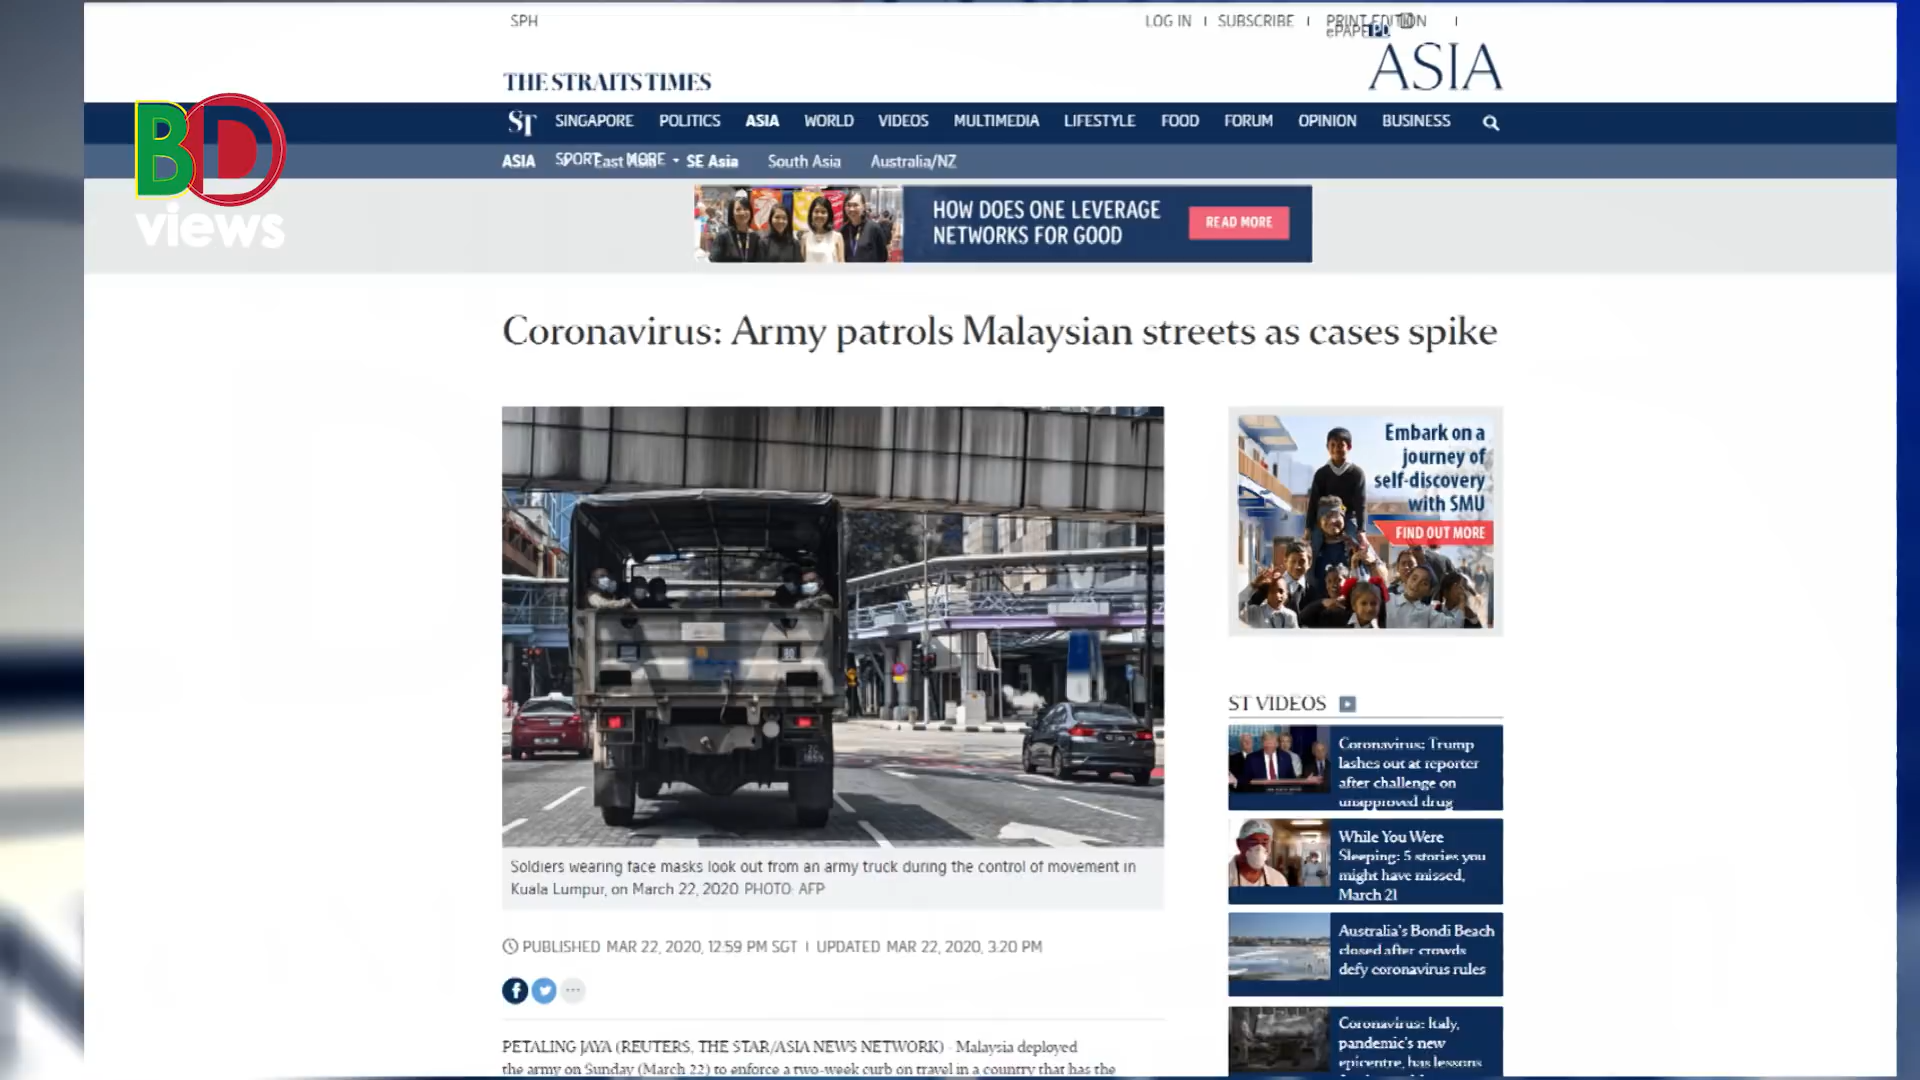 SPH
LOG IN | SUBSCRIBE | PRINT EDITION |
ePAPER
THE STRAITS TIMES
ASIA
BD
views
ST SINGAPORE POLITICS ASIA WORLD VIDEOS MULTIMEDIA LIFESTYLE FOOD FORUM OPINION BUSINESS
SPORT MORE
ASIA East Asia SE Asia South Asia Australia/NZ
HOW DOES ONE LEVERAGE
NETWORKS FOR GOOD
READ MORE
Coronavirus: Army patrols Malaysian streets as cases spike
Soldiers wearing face masks look out from an army truck during the control of movement in
Kuala Lumpur, on March 22, 2020 PHOTO: AFP
PUBLISHED MAR 22, 2020, 12:59 PM SGT | UPDATED MAR 22, 2020, 3:20 PM
PETALING JAYA (REUTERS, THE STAR/ASIA NEWS NETWORK) - Malaysia deployed
the army on Sunday (March 22) to enforce a two-week curb on travel in a country that has the
Embark on a
journey of
self-discovery
with SMU
FIND OUT MORE
ST VIDEOS
Coronavirus: Trump
lashes out at reporter
after challenge on
unapproved drug
While You Were
Sleeping: 5 stories you
might have missed,
March 21
Australia's Bondi Beach
closed after crowds
defy coronavirus rules
Coronavirus: Italy,
pandemic's new
epicentre, has lessons